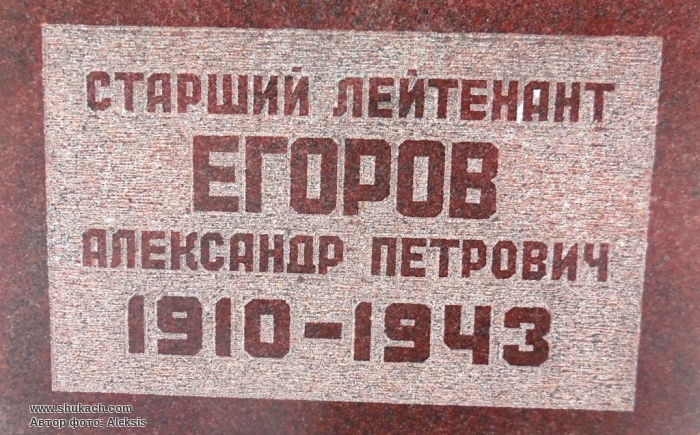 СТАРШИЙ ЛЕЙТЕНАНТ
ЕГОРОВ
АЛЕКСАНДР ПЕТРОВИЧ
1910-1943
www.shukach.com
Автор фото: Aleksis